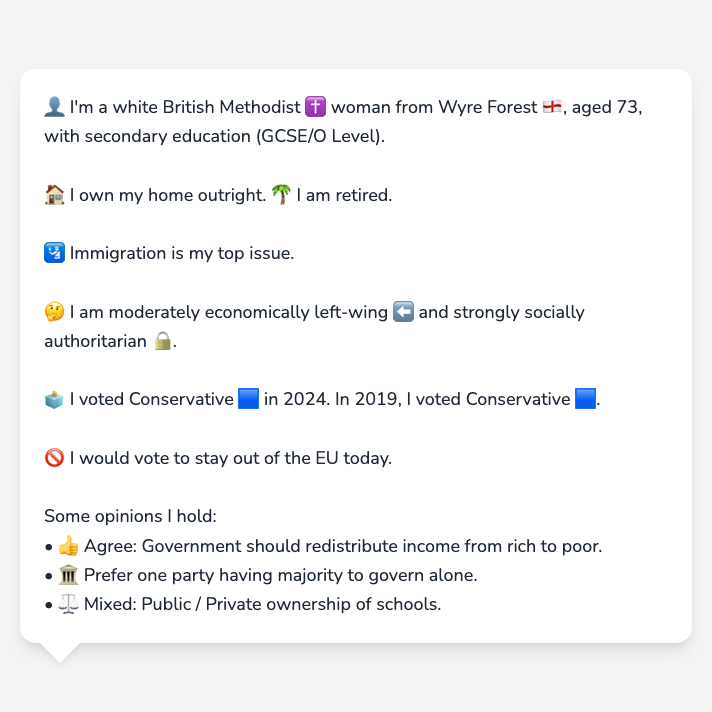 👤 I'm a white British Methodist ✝️ woman from Wyre Forest 🏴󠁧󠁢󠁥󠁮󠁧󠁿, aged 73,
with secondary education (GCSE/O Level).
🏠 I own my home outright. 🌴 I am retired.
🛂 Immigration is my top issue.
🤔 I am moderately economically left-wing ⬅️ and strongly socially
authoritarian 🔒.
🗳️ I voted Conservative 🟦 in 2024. In 2019, I voted Conservative 🟦.
🚫 I would vote to stay out of the EU today.
Some opinions I hold:
• 👍 Agree: Government should redistribute income from rich to poor.
• 🏛️ Prefer one party having majority to govern alone.
• ⚖️ Mixed: Public / Private ownership of schools.